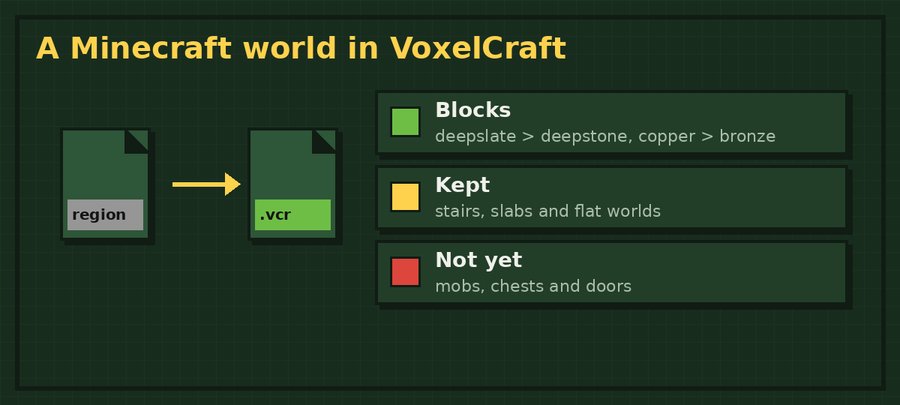 A Minecraft world in VoxelCraft
region
.vcr
Blocks
deepslate > deepstone, copper > bronze
Kept
stairs, slabs and flat worlds
Not yet
mobs, chests and doors